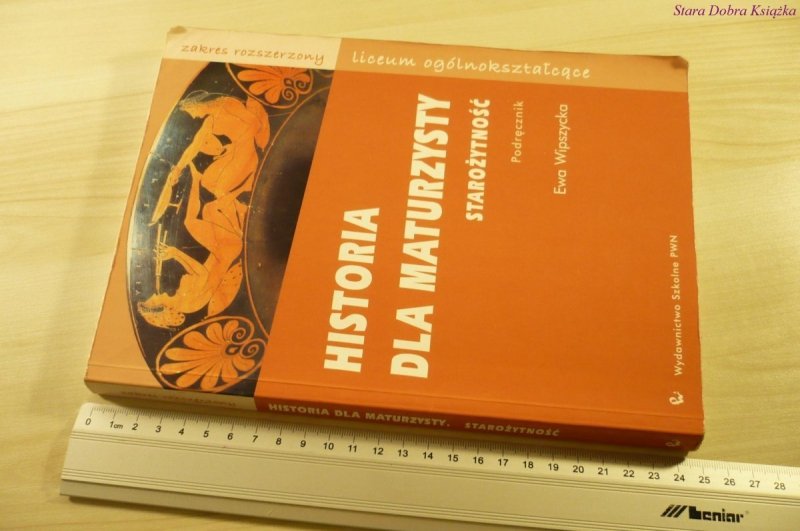 Stara Dobra Książka
zakres rozszerzony
liceum ogólnokształcące
HISTORIA
DLA MATURZYSTY
STAROŻYTNOŚĆ
Podręcznik
Ewa Wipszycka
Wydawnictwo Szkolne PWN
HISTORIA DLA MATURZYSTY. STAROŻYTNOŚĆ
0 1cm 2 3 4 5 6 7 8 9 10 11 12 13 14 15 16 17 18 19 20 21 22 23 24 25 26 27 28
Leniar